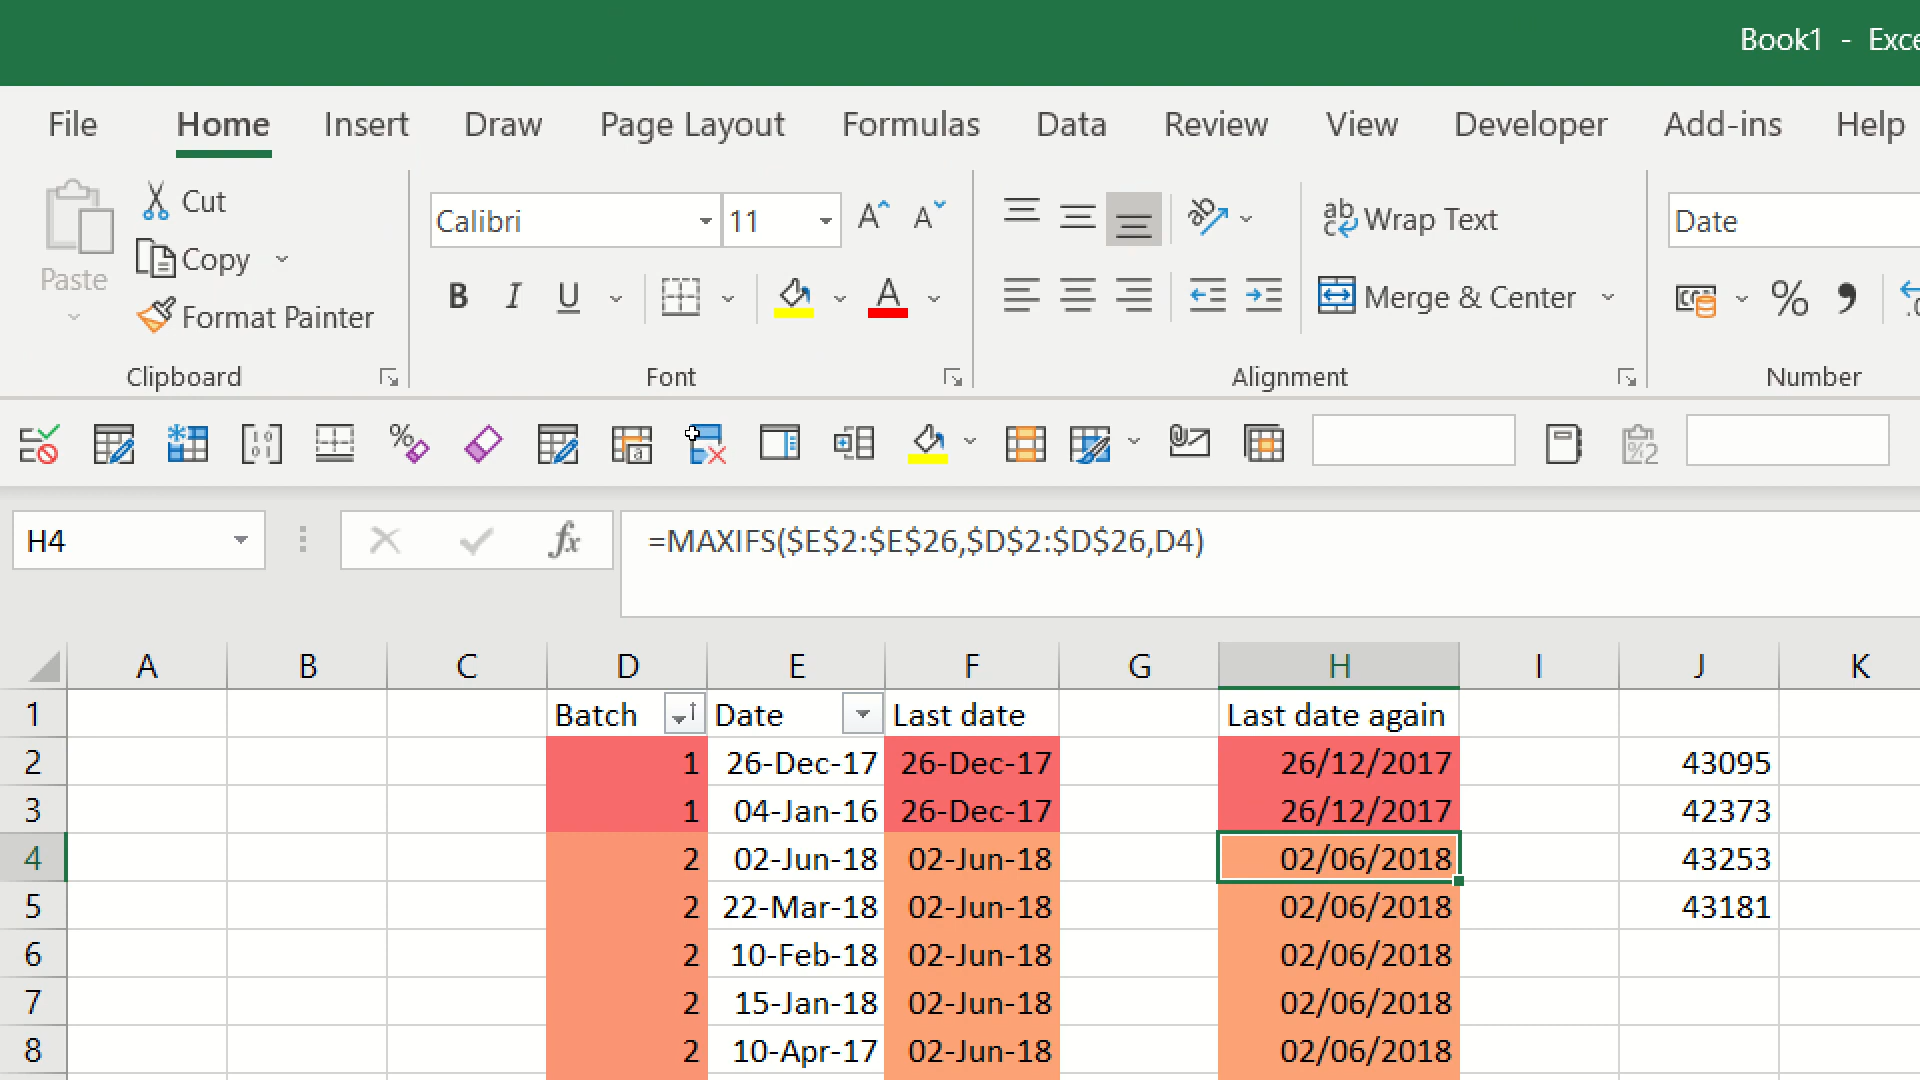 Book1 - Exce
File Home Insert Draw Page Layout Formulas Data Review View Developer Add-ins Help
Paste
Cut
Copy
Format Painter
Clipboard
Calibri 11
B I U A
Font
ab Wrap Text
Merge & Center
Alignment
Date
% ,
Number
H4 fx =MAXIFS($E$2:$E$26,$D$2:$D$26,D4)
A B C D E F G H I J K
1 Batch Date Last date Last date again
2 1 26-Dec-17 26-Dec-17 26/12/2017 43095
3 1 04-Jan-16 26-Dec-17 26/12/2017 42373
4 2 02-Jun-18 02-Jun-18 02/06/2018 43253
5 2 22-Mar-18 02-Jun-18 02/06/2018 43181
6 2 10-Feb-18 02-Jun-18 02/06/2018
7 2 15-Jan-18 02-Jun-18 02/06/2018
8 2 10-Apr-17 02-Jun-18 02/06/2018